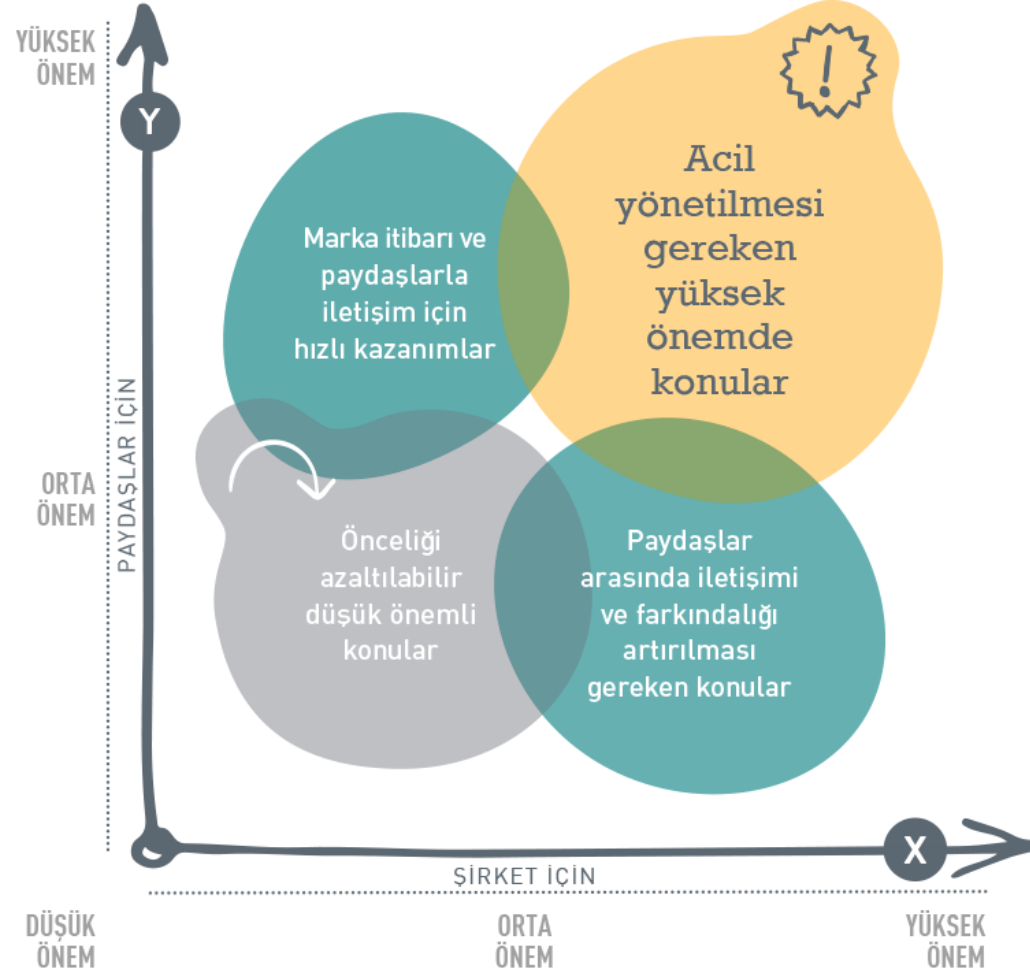 YÜKSEK
ÖNEM
Y
!
Acil
yönetilmesi
gereken
yüksek
önemde
konular
Marka itibarı ve
paydaşlarla
iletişim için
hızlı kazanımlar
PAYDAŞLAR İÇİN
ORTA
ÖNEM
Önceliği
azaltılabilir
düşük önemli
konular
Paydaşlar
arasında iletişimi
ve farkındalığı
artırılması
gereken konular
X
ŞİRKET İÇİN
DÜŞÜK
ÖNEM
ORTA
ÖNEM
YÜKSEK
ÖNEM